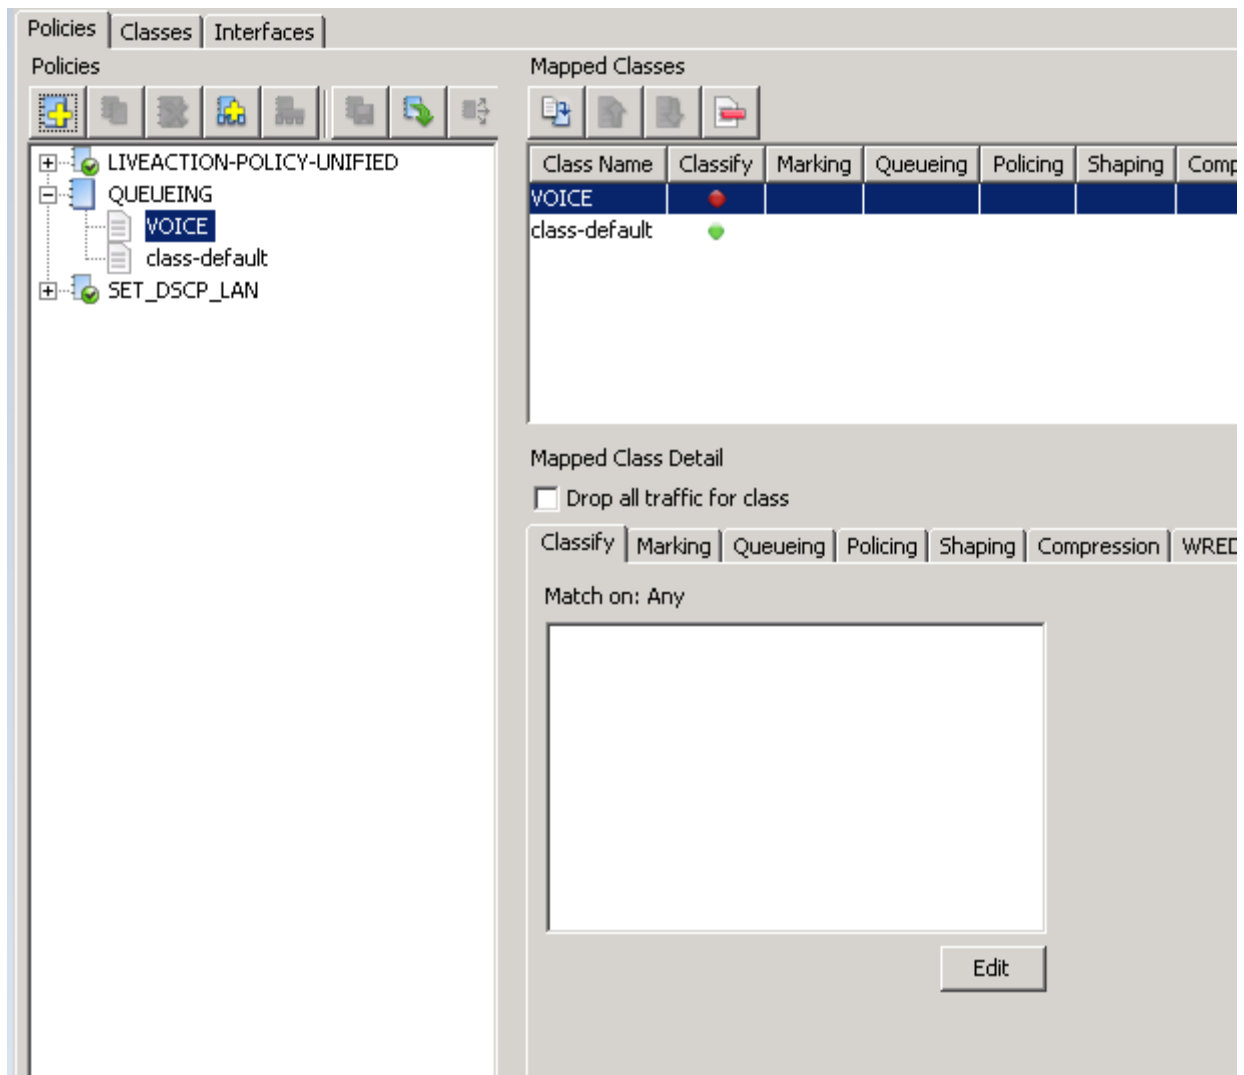 Policies Classes Interfaces
Policies
LIVEACTION-POLICY-UNIFIED
QUEUEING
VOICE
class-default
SET_DSCP_LAN
Mapped Classes
Class Name Classify Marking Queueing Policing Shaping Comp
VOICE
class-default
Mapped Class Detail
Drop all traffic for class
Classify Marking Queueing Policing Shaping Compression WRED
Match on: Any
Edit